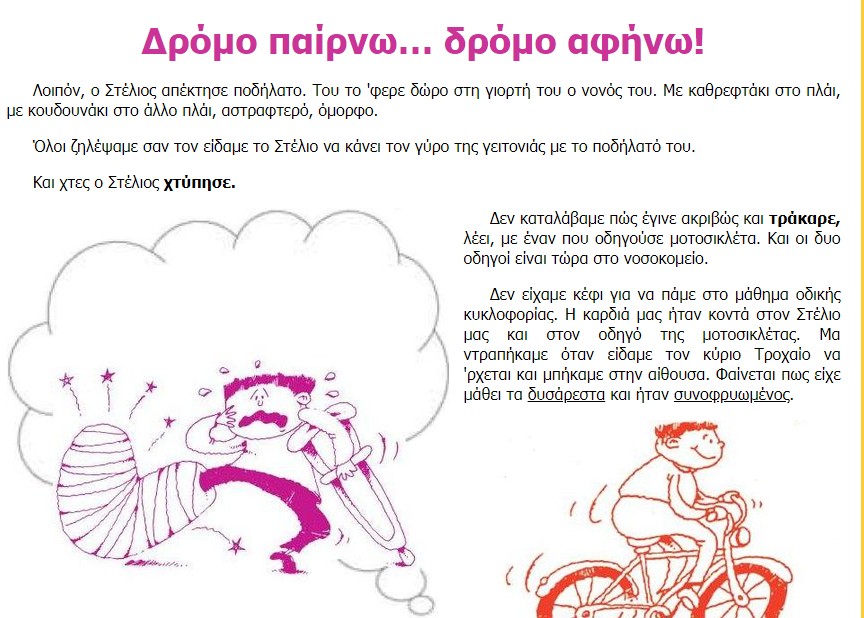 Δρόμο παίρνω... δρόμο αφήνω!
Λοιπόν, ο Στέλιος απέκτησε ποδήλατο. Του το 'φερε δώρο στη γιορτή του ο νονός του. Με καθρεφτάκι στο πλάι,
με κουδουνάκι στο άλλο πλάι, αστραφτερό, όμορφο.
Όλοι ζηλέψαμε σαν τον είδαμε το Στέλιο να κάνει τον γύρο της γειτονιάς με το ποδήλατό του.
Και χτες ο Στέλιος χτύπησε.
Δεν καταλάβαμε πώς έγινε ακριβώς και τράκαρε,
λέει, με έναν που οδηγούσε μοτοσικλέτα. Και οι δυο
οδηγοί είναι τώρα στο νοσοκομείο.
Δεν είχαμε κέφι για να πάμε στο μάθημα οδικής
κυκλοφορίας. Η καρδιά μας ήταν κοντά στον Στέλιο
μας και στον οδηγό της μοτοσικλέτας. Μα
ντραπήκαμε όταν είδαμε τον κύριο Τροχαίο να
'ρχεται και μπήκαμε στην αίθουσα. Φαίνεται πως είχε
μάθει τα δυσάρεστα και ήταν συνοφρυωμένος.